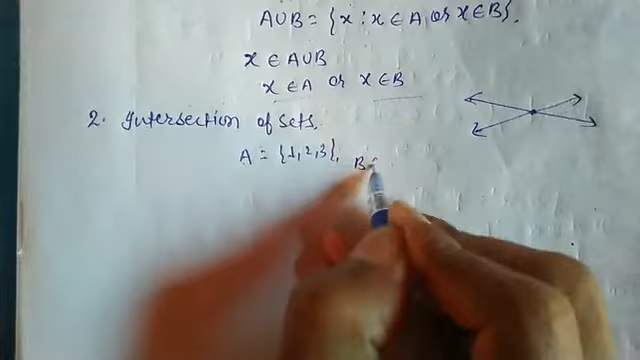 A∪B = {x : x ∈ A or x ∈ B}.
x ∈ A∪B
x ∈ A or x ∈ B
2. Intersection of sets.
A = {1, 2, 3}, B =